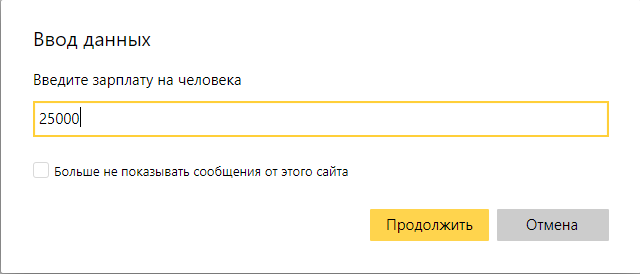 Ввод данных
Введите зарплату на человека
25000
Больше не показывать сообщения от этого сайта
Продолжить
Отмена